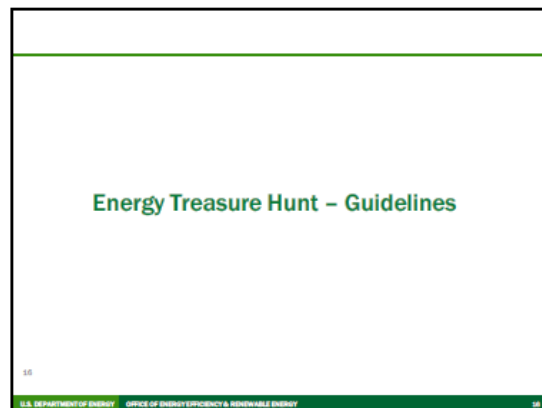 Energy Treasure Hunt – Guidelines
16
U.S. DEPARTMENT OF ENERGY OFFICE OF ENERGY EFFICIENCY & RENEWABLE ENERGY 16